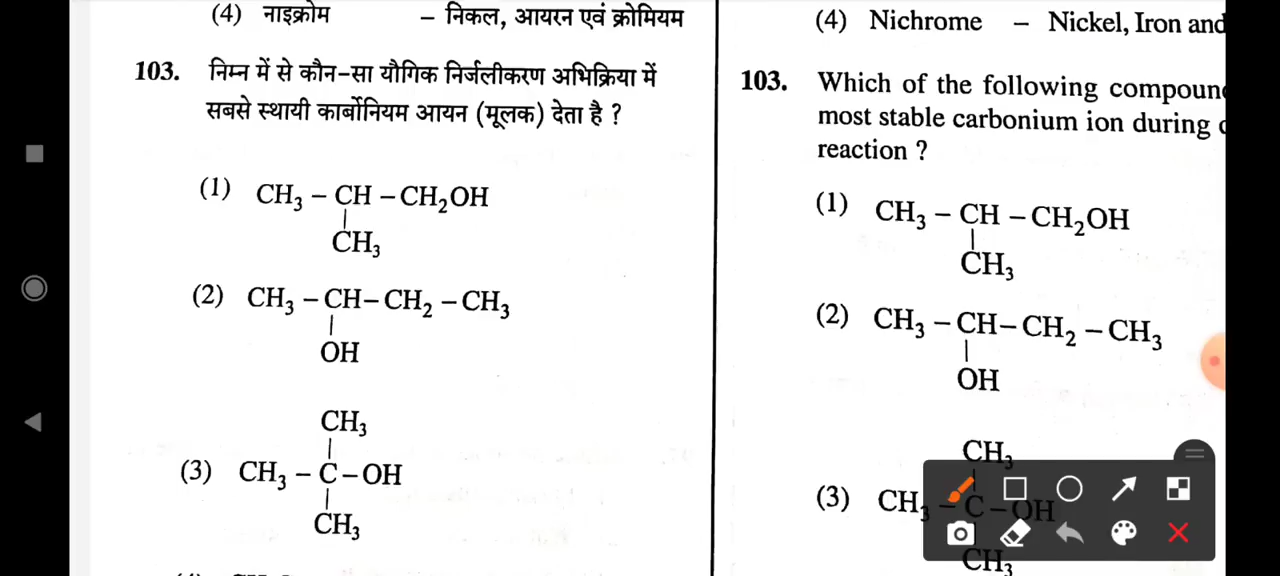 (4) नाइक्रोम – निकल, आयरन एवं क्रोमियम
103. निम्न में से कौन-सा यौगिक निर्जलीकरण अभिक्रिया में
सबसे स्थायी कार्बोनियम आयन (मूलक) देता है ?
(1) CH₃ – CH – CH₂OH
CH₃
(2) CH₃ – CH – CH₂ – CH₃
OH
CH₃
(3) CH₃ – C – OH
CH₃
(4) Nichrome – Nickel, Iron and
103. Which of the following
most stable carbonium ion during
reaction ?
(1) CH₃ – CH – CH₂OH
CH₃
(2) CH₃ – CH – CH₂ – CH₃
OH
CH₃
(3) CH₃ – C – OH
CH₃